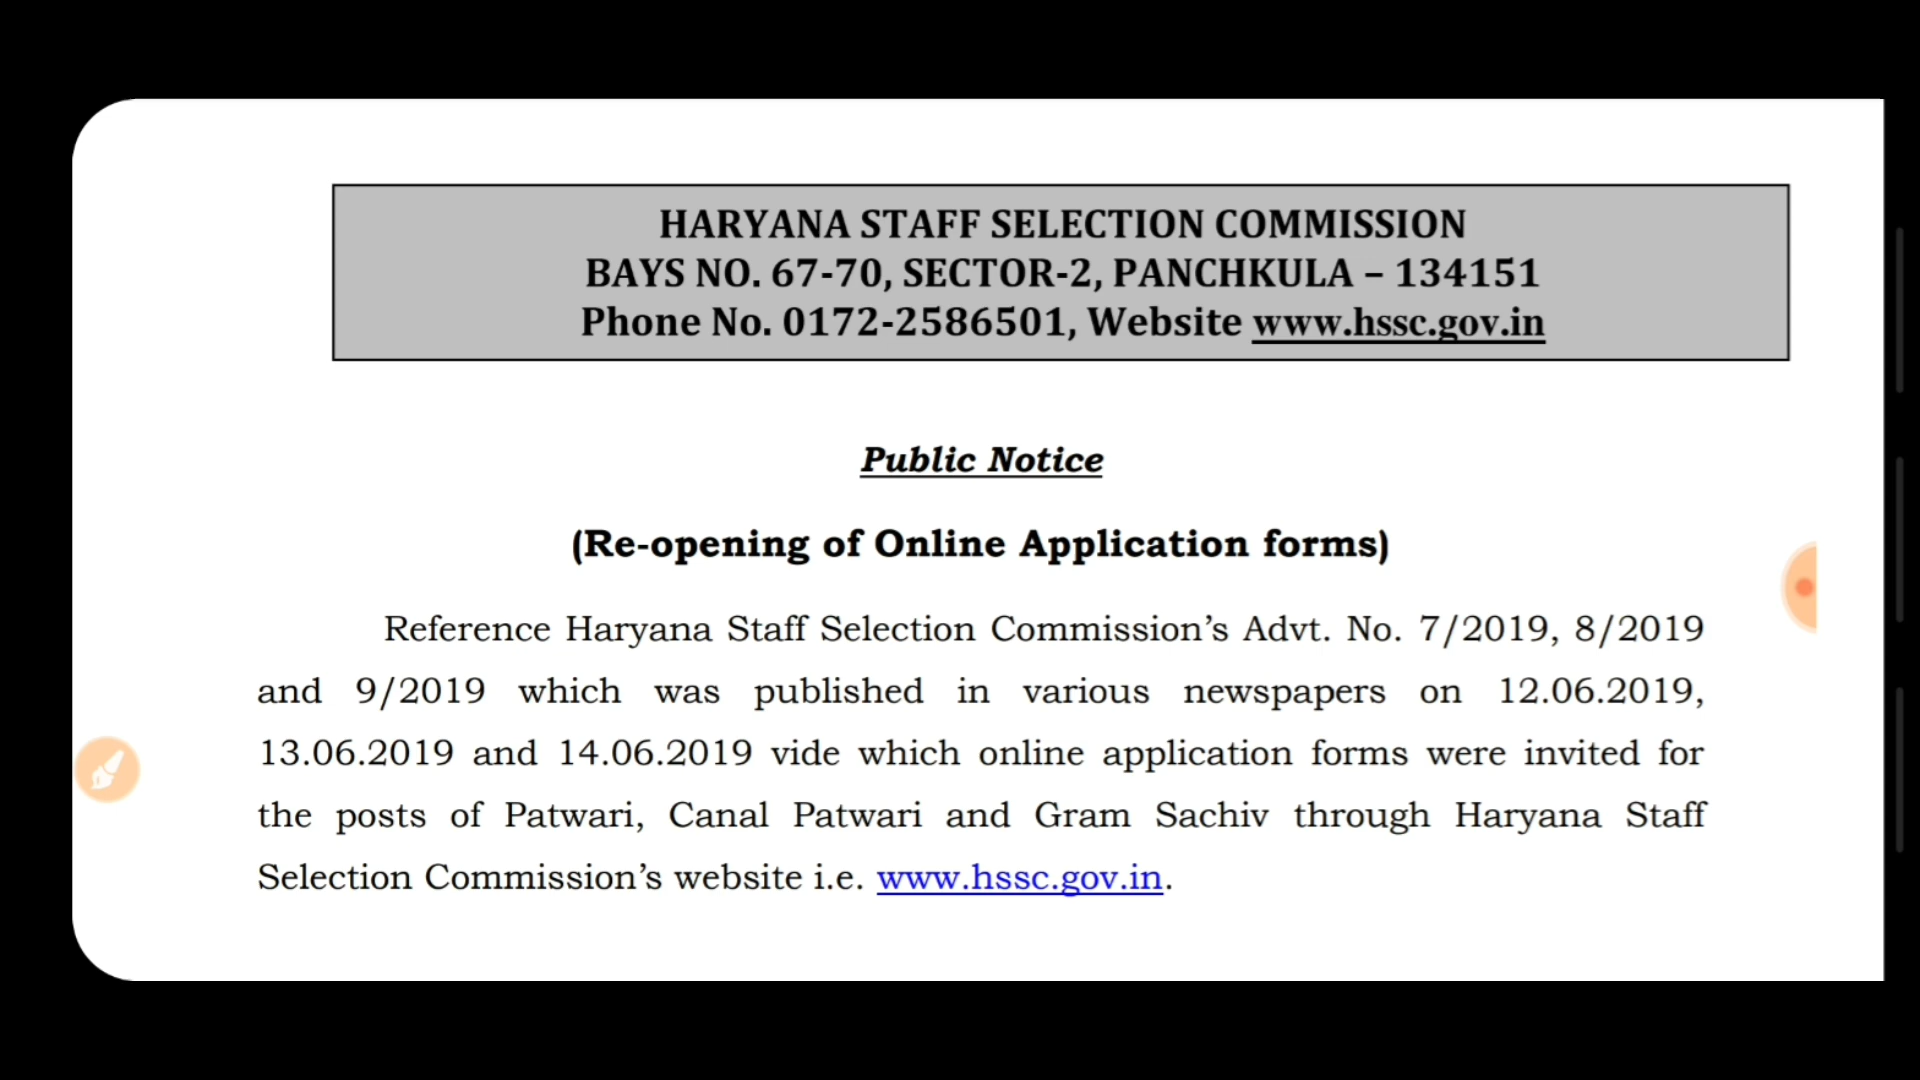 HARYANA STAFF SELECTION COMMISSION
BAYS NO. 67-70, SECTOR-2, PANCHKULA – 134151
Phone No. 0172-2586501, Website www.hssc.gov.in
Public Notice
(Re-opening of Online Application forms)
Reference Haryana Staff Selection Commission’s Advt. No. 7/2019, 8/2019
and 9/2019 which was published in various newspapers on 12.06.2019,
13.06.2019 and 14.06.2019 vide which online application forms were invited for
the posts of Patwari, Canal Patwari and Gram Sachiv through Haryana Staff
Selection Commission’s website i.e. www.hssc.gov.in.